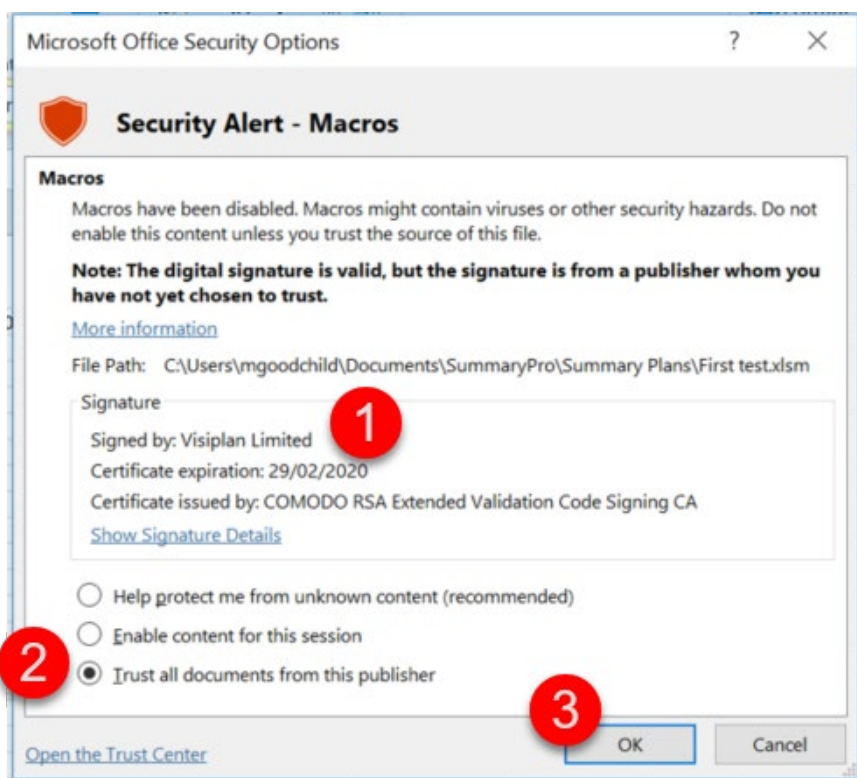 Microsoft Office Security Options
?
Security Alert - Macros
Macros
Macros have been disabled. Macros might contain viruses or other security hazards. Do not
enable this content unless you trust the source of this file.
Note: The digital signature is valid, but the signature is from a publisher whom you
have not yet chosen to trust.
More information
File Path: C:\Users\mgoodchild\Documents\SummaryPro\Summary Plans\First test.xlsm
Signature
1
Signed by: Visiplan Limited
Certificate expiration: 29/02/2020
Certificate issued by: COMODO RSA Extended Validation Code Signing CA
Show Signature Details
Help protect me from unknown content (recommended)
Enable content for this session
2
Trust all documents from this publisher
3
OK
Cancel
Open the Trust Center